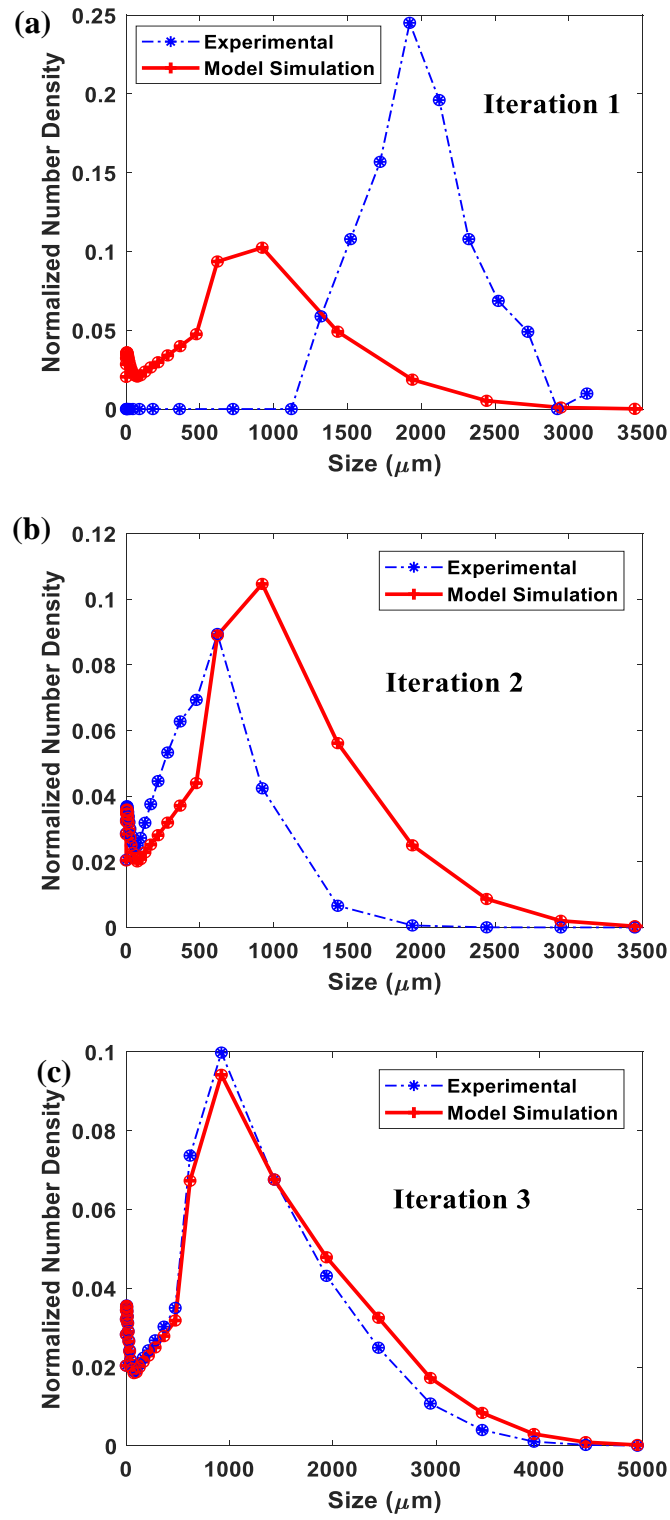 (a)
Experimental
Model Simulation
Iteration 1
Normalized Number Density
0.25
0.2
0.15
0.1
0.05
0
0 500 1000 1500 2000 2500 3000 3500
Size (μm)
(b)
Experimental
Model Simulation
Iteration 2
Normalized Number Density
0.12
0.1
0.08
0.06
0.04
0.02
0
0 500 1000 1500 2000 2500 3000 3500
Size (μm)
(c)
Experimental
Model Simulation
Iteration 3
Normalized Number Density
0.1
0.08
0.06
0.04
0.02
0
0 1000 2000 3000 4000 5000
Size (μm)